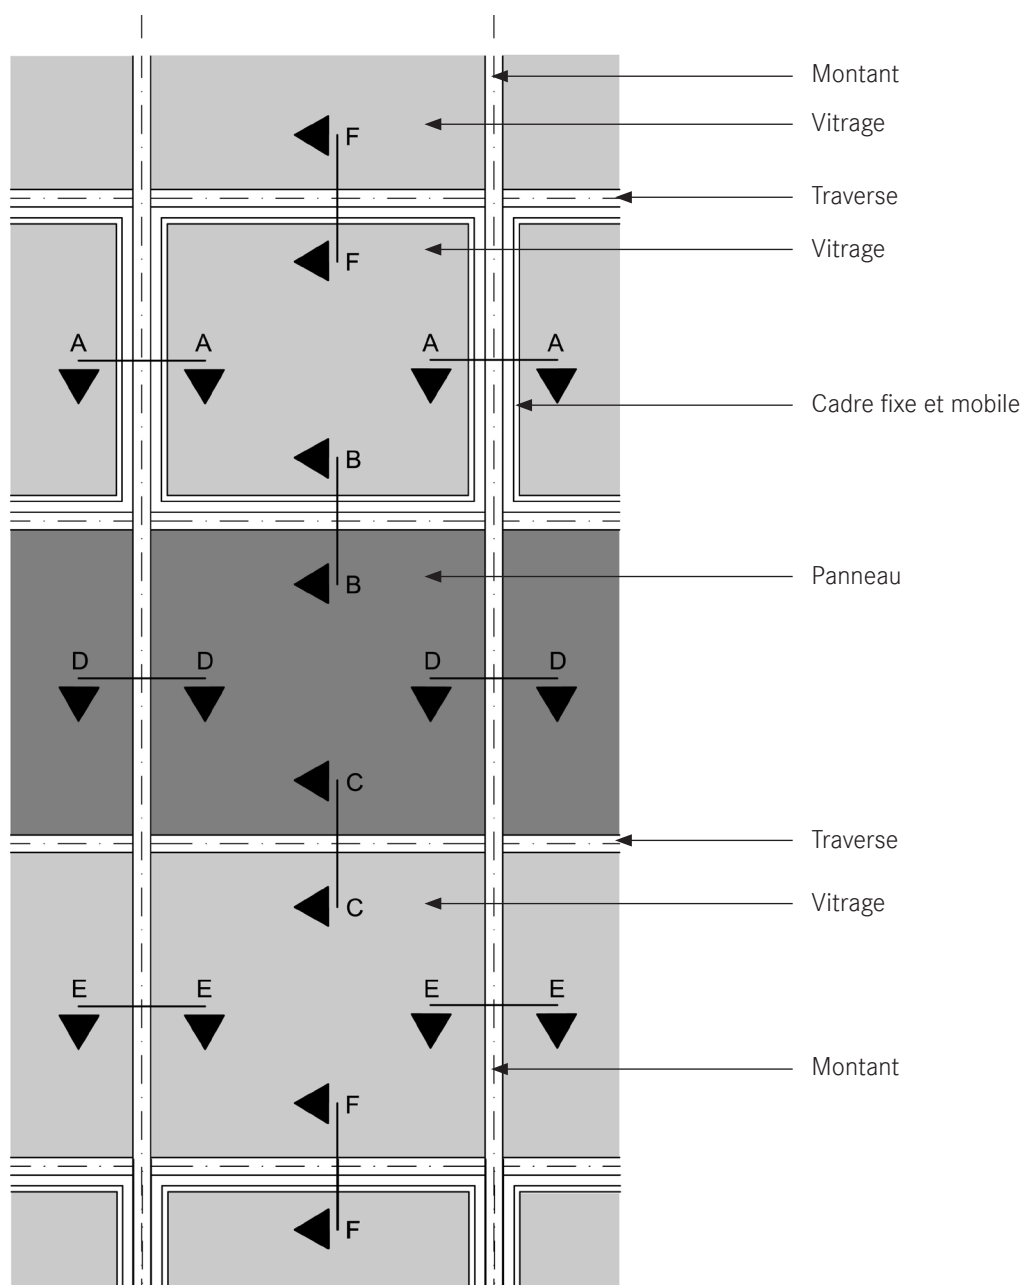 Montant
Vitrage
F
Traverse
Vitrage
F
A A A A
Cadre fixe et mobile
B
Panneau
B
D D D D
C
Traverse
Vitrage
C
E E E E
Montant
F
F